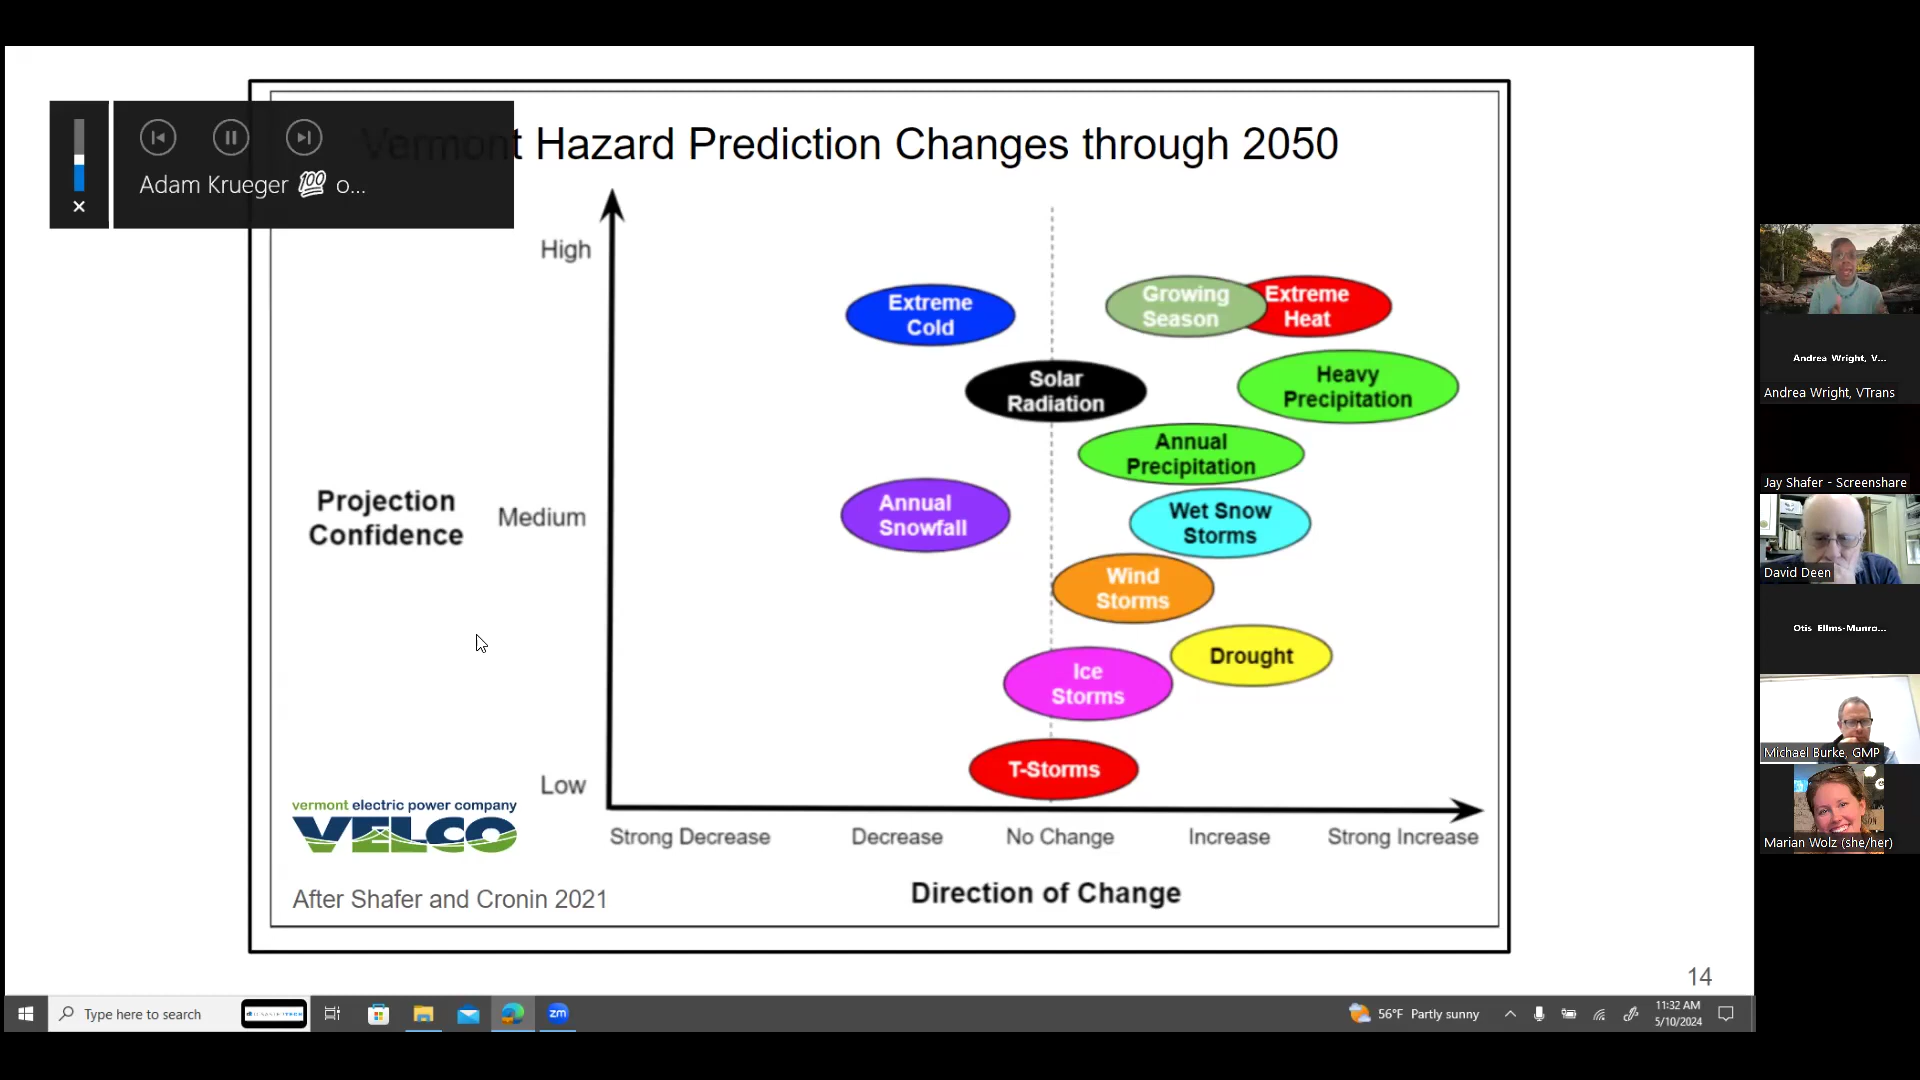 Vermont Hazard Prediction Changes through 2050
Adam Krueger 💯 o...
High
Extreme
Cold
Growing
Season
Extreme
Heat
Solar
Radiation
Heavy
Precipitation
Annual
Precipitation
Projection
Confidence
Medium
Annual
Snowfall
Wet Snow
Storms
Wind
Storms
Drought
Ice
Storms
Low
T-Storms
Strong Decrease
Decrease
No Change
Increase
Strong Increase
Direction of Change
vermont electric power company
VELCO
After Shafer and Cronin 2021
14
Andrea Wright, V...
Andrea Wright, VTrans
Jay Shafer - Screenshare
David Deen
Otis Ellms-Munro...
Michael Burke, GMP
Marian Wolz (she/her)
Type here to search
zm
56°F Partly sunny
11:32 AM
5/10/2024